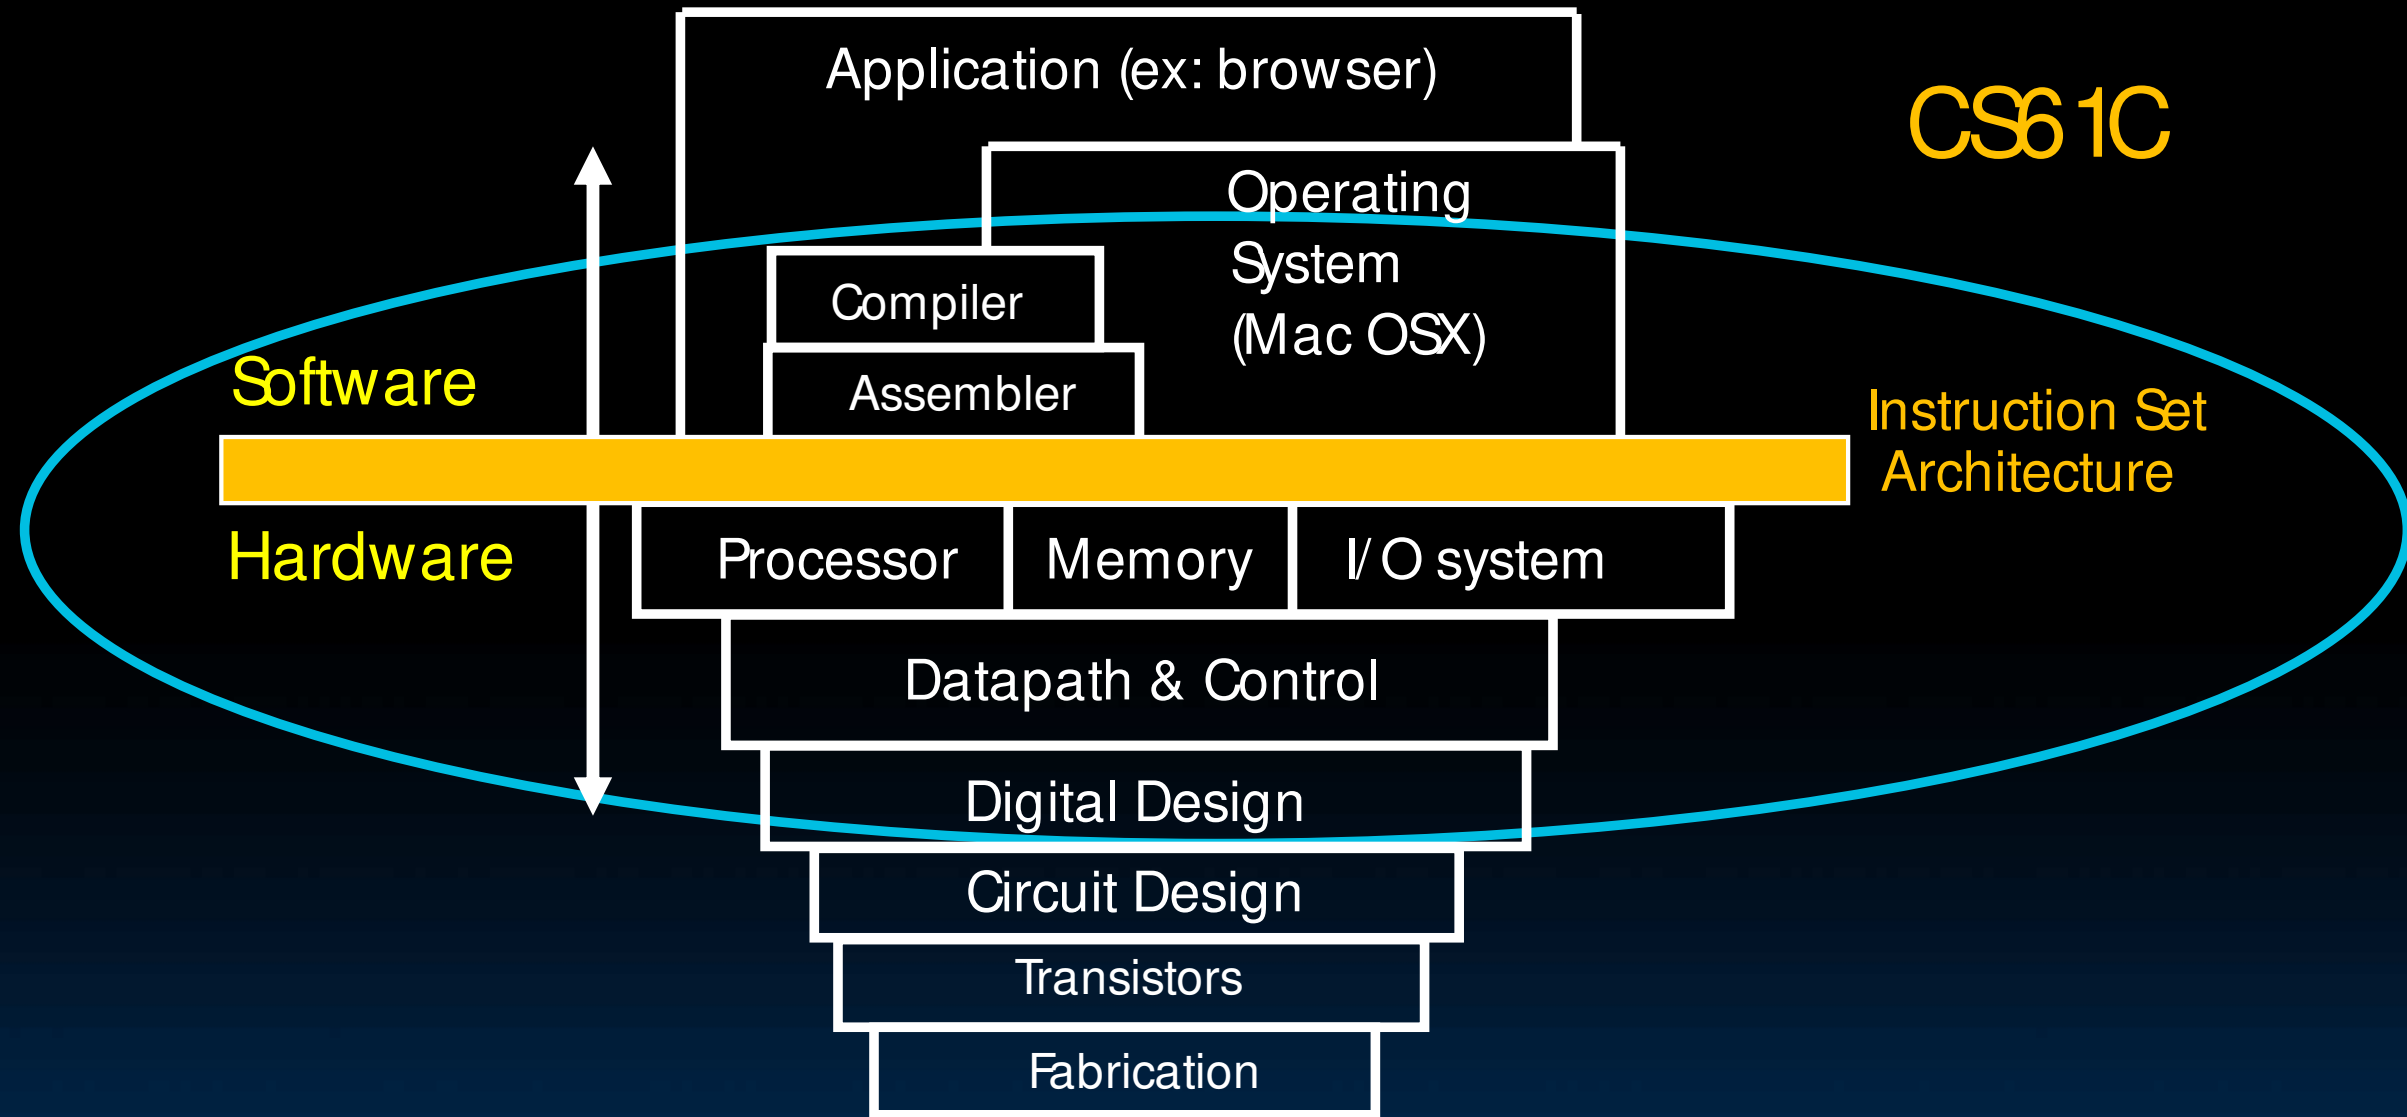 Application (ex: browser)
CS61C
Operating
System
(Mac OSX)
Compiler
Assembler
Software
Instruction Set
Architecture
Hardware
Processor
Memory
I/O system
Datapath & Control
Digital Design
Circuit Design
Transistors
Fabrication